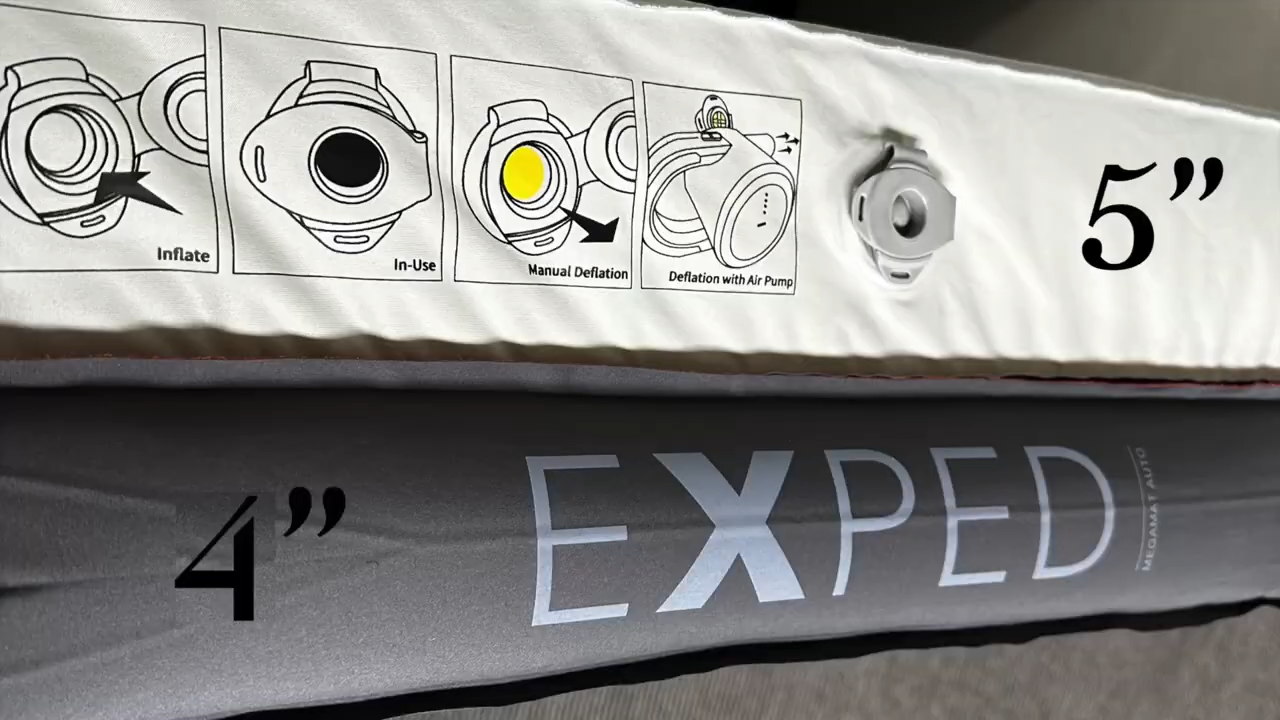 Inflate
In-Use
Manual Deflation
Deflation with Air Pump
5”
4”
EXPED
MEGAMAT AUTO